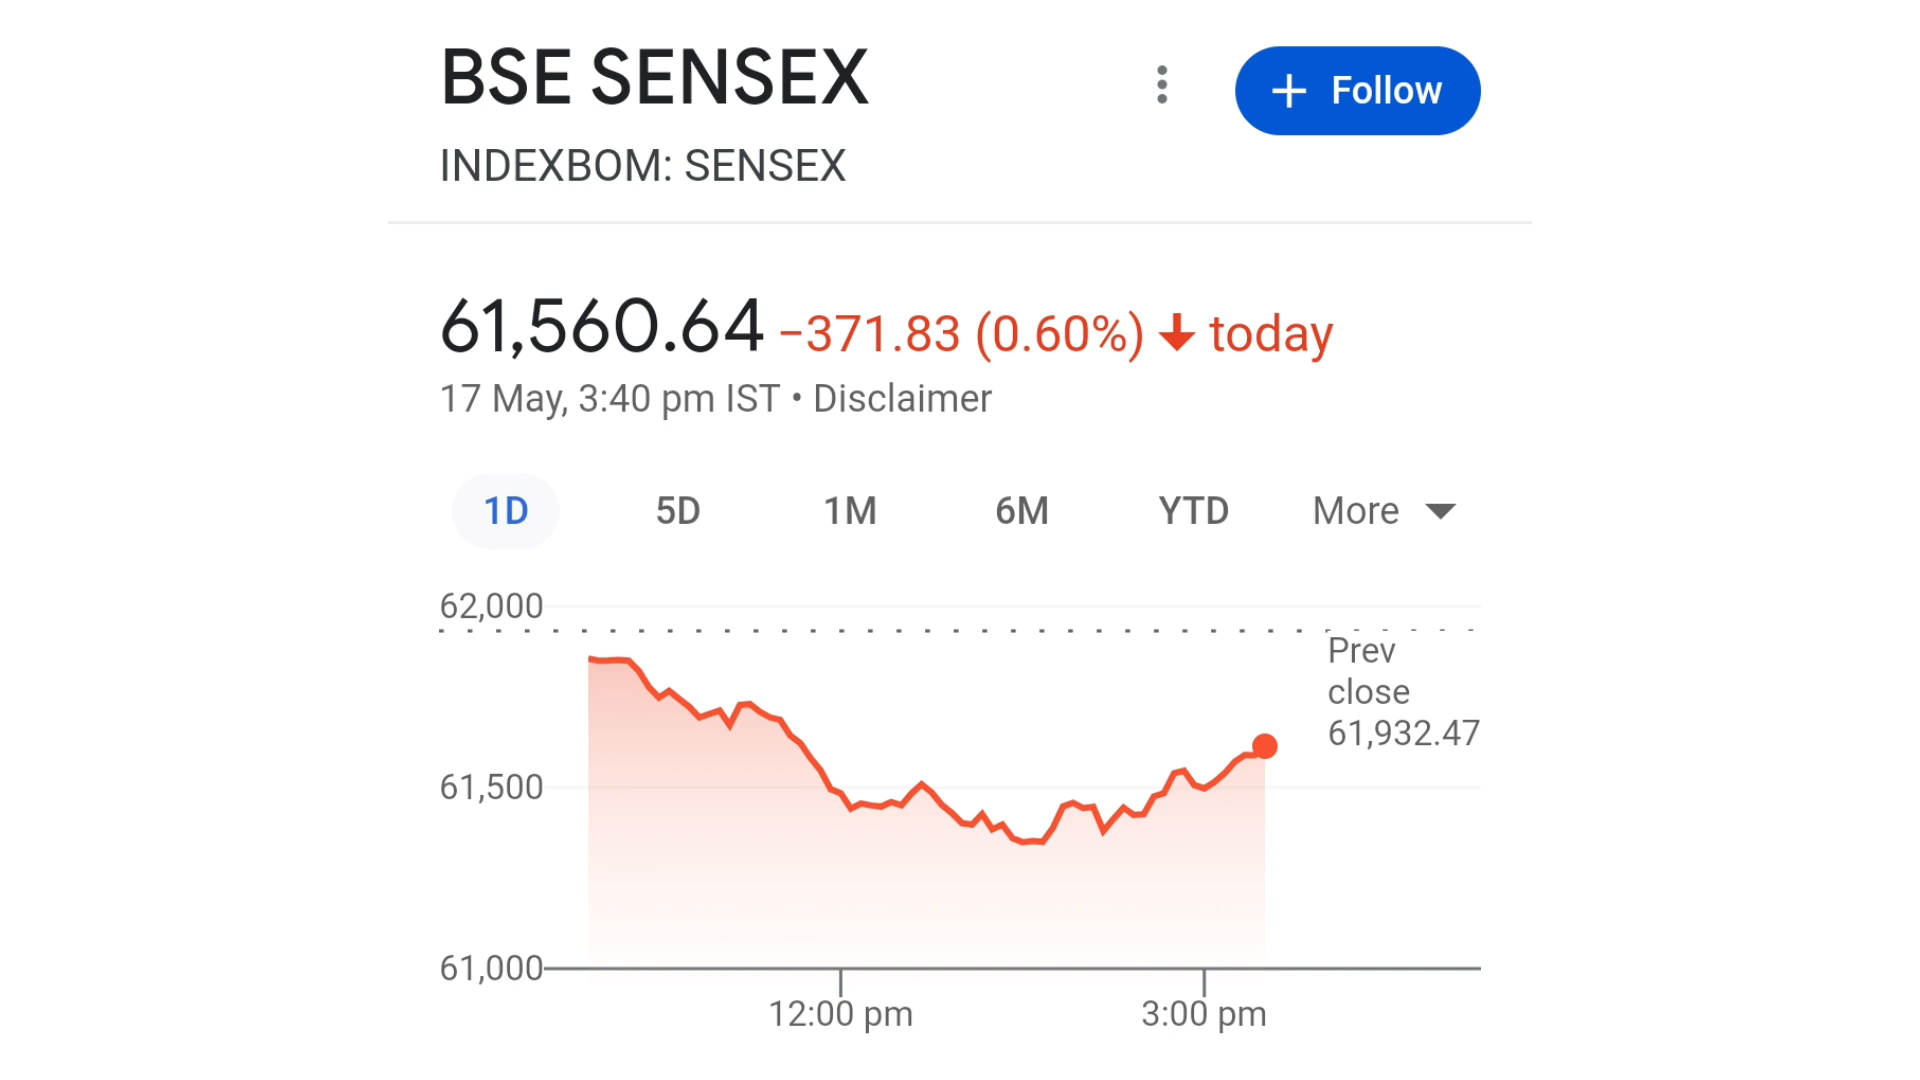 BSE SENSEX
+ Follow
INDEXBOM: SENSEX
61,560.64 −371.83 (0.60%) ↓ today
17 May, 3:40 pm IST • Disclaimer
1D 5D 1M 6M YTD More
62,000
Prev
close
61,932.47
61,500
61,000
12:00 pm 3:00 pm